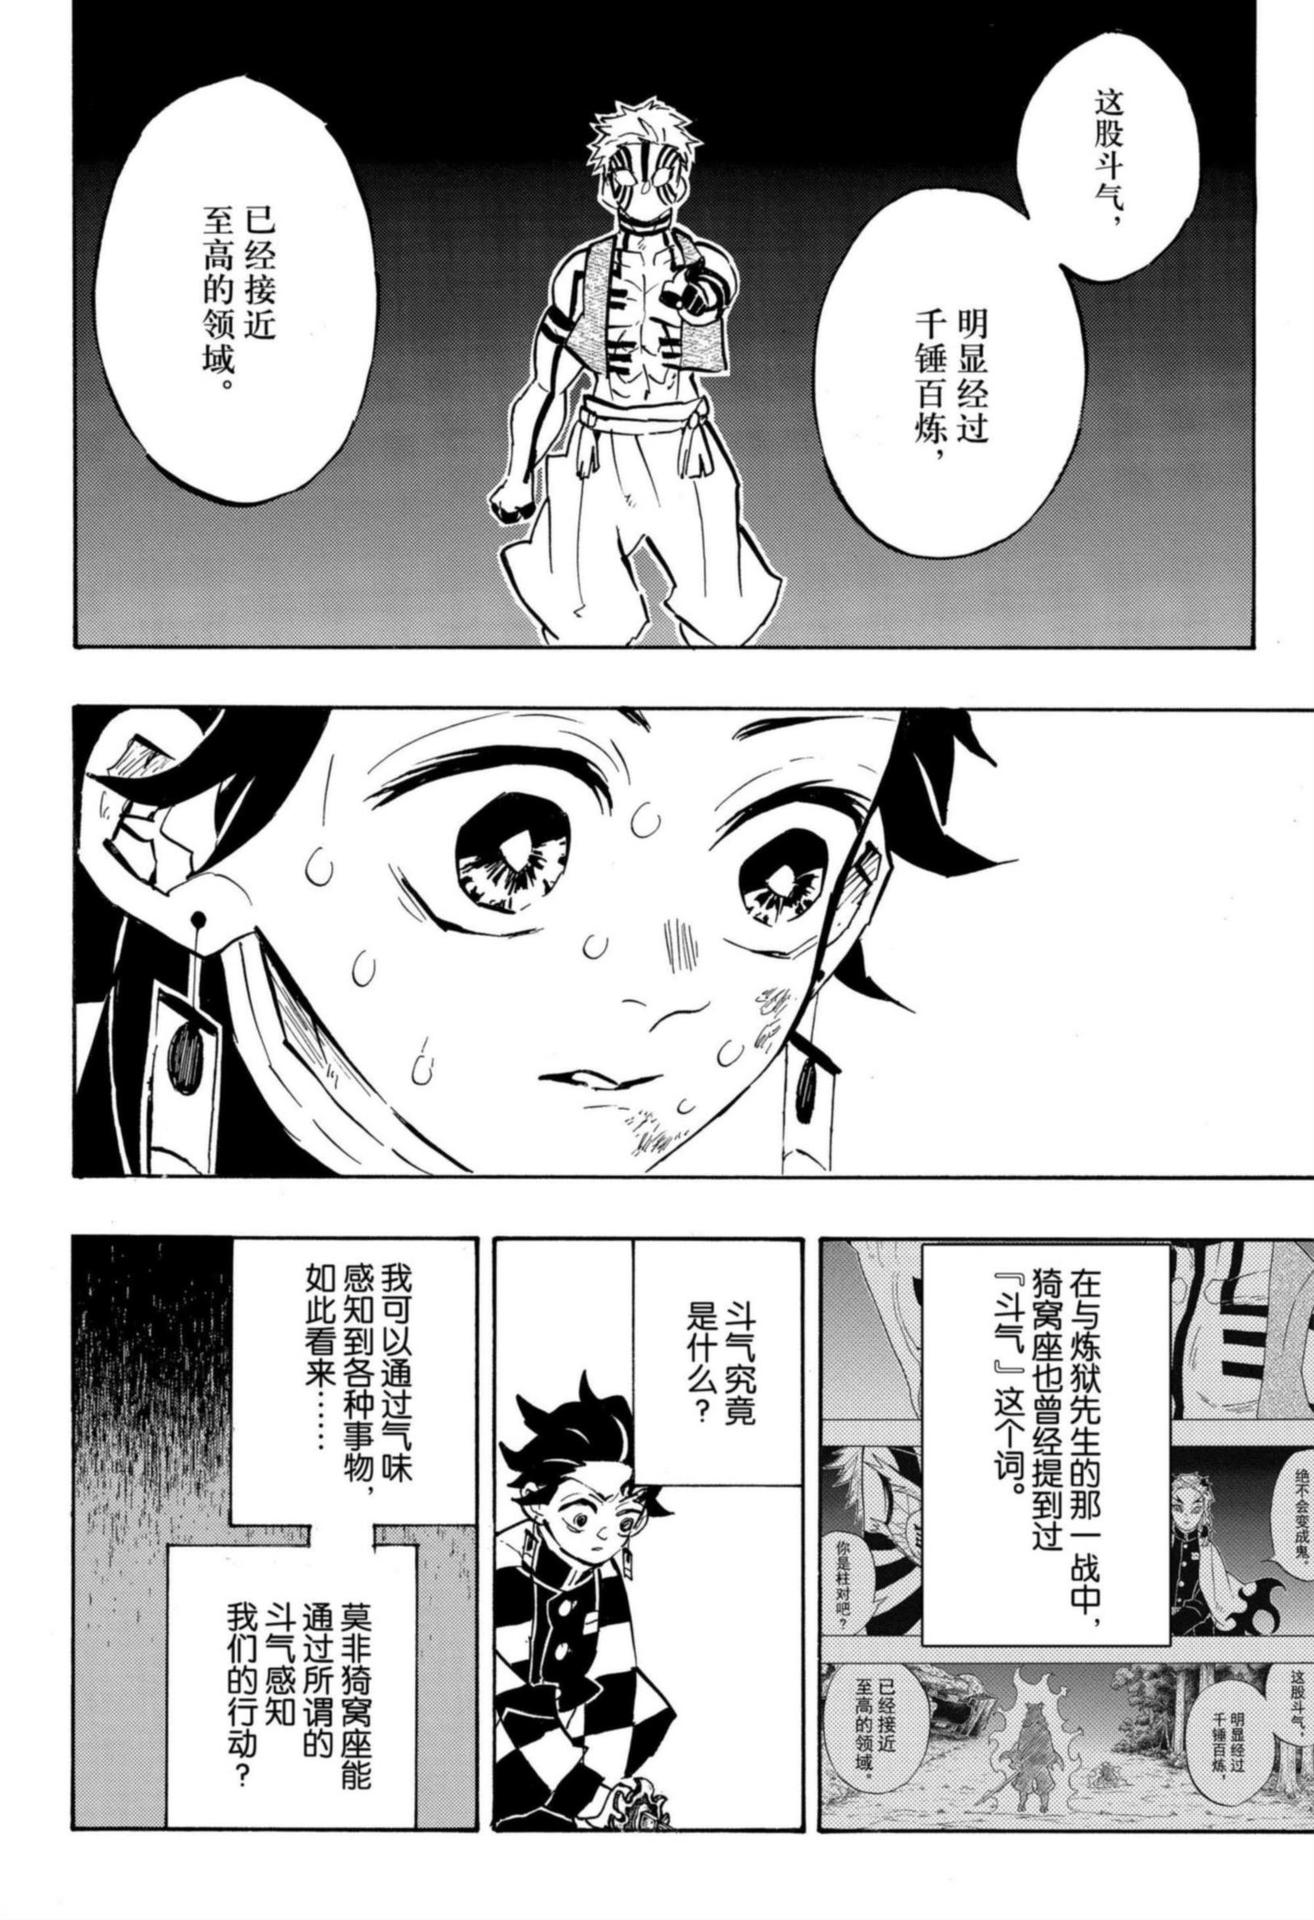 这股斗气，
明显经过
千锤百炼，
已经接近
至高的领域。
在与炼狱先生的那一战中，
猗窝座也曾经提到过
『斗气』这个词。
绝不会变成鬼。
你是柱对吧？
这股斗气。
明显经过
千锤百炼，
已经接近
至高的领域。
斗气究竟
是什么？
我可以通过气味
感知到各种事物，
如此看来……
莫非猗窝座能
通过所谓的
斗气感知
我们的行动？